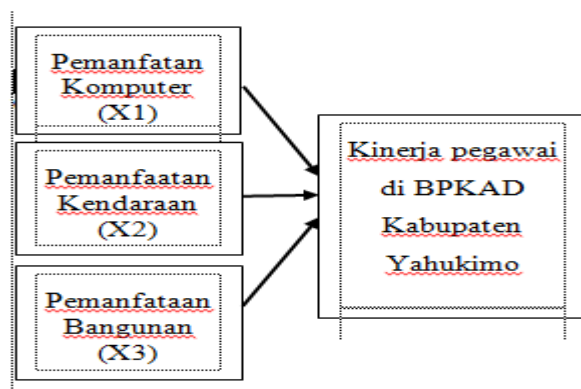 Pemanfatan
Komputer
(X1)
Pemanfaatan
Kendaraan
(X2)
Pemanfataan
Bangunan
(X3)
Kinerja pegawai
di BPKAD
Kabupaten
Yahukimo